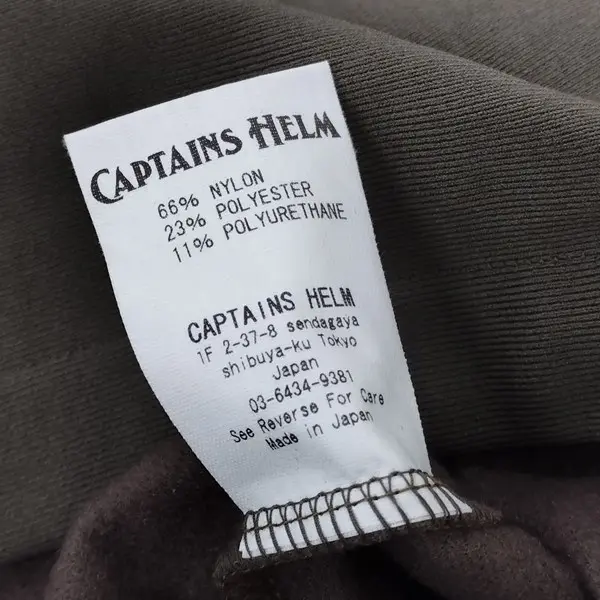 CAPTAINS HELM
66% NYLON
23% POLYESTER
11% POLYURETHANE
CAPTAINS HELM
1F 2-37-8 sendagaya
shibuya-ku Tokyo
Japan
03-6434-9381
See Reverse For Care
Made in Japan